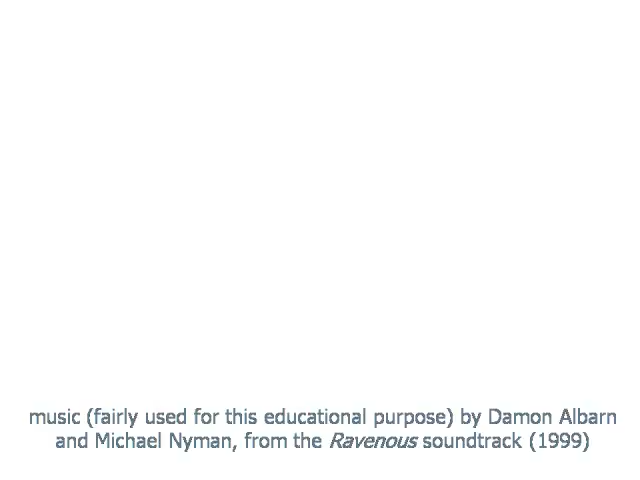 music (fairly used for this educational purpose) by Damon Albarn
and Michael Nyman, from the Ravenous soundtrack (1999)